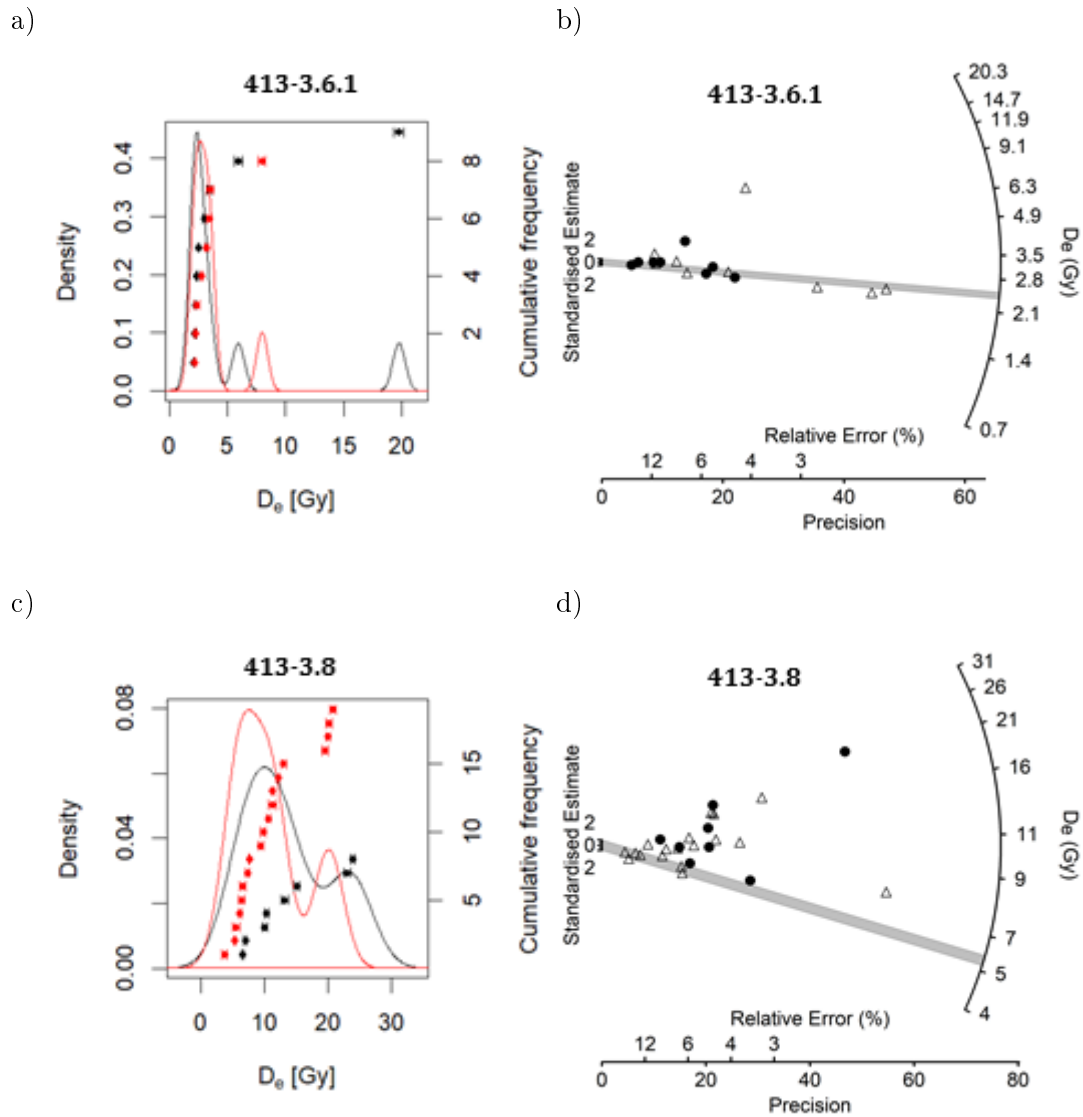 a)
413-3.6.1
Density
0.0 0.1 0.2 0.3 0.4
Cumulative frequency
2 4 6 8
0 5 10 15 20
De [Gy]
b)
413-3.6.1
Standardised Estimate
2
0
2
20.3
14.7
11.9
9.1
6.3
4.9
3.5
2.8
2.1
1.4
0.7
De (Gy)
Relative Error (%)
12 6 4 3
0 20 40 60
Precision
c)
413-3.8
Density
0.00 0.04 0.08
Cumulative frequency
5 10 15
0 10 20 30
De [Gy]
d)
413-3.8
Standardised Estimate
2
0
2
31
26
21
16
11
9
7
5
4
De (Gy)
Relative Error (%)
12 6 4 3
0 20 40 60 80
Precision